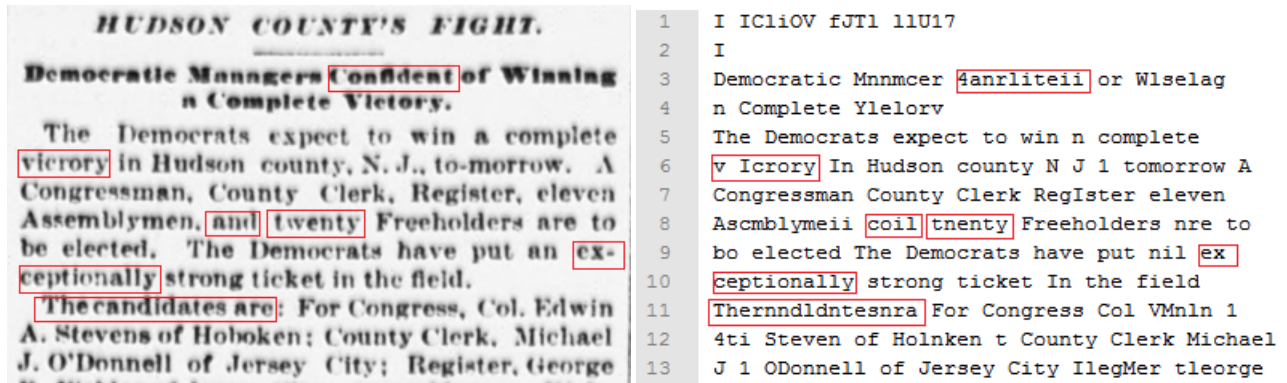 HUDSON COUNTY'S FIGHT.
Democratic Managers Confident of Winning
a Complete Victory.
The Democrats expect to win a complete
vicrory in Hudson county, N. J., to-morrow. A
Congressman, County Clerk, Register, eleven
Assemblymen, and twenty Freeholders are to
be elected. The Democrats have put an ex-
ceptionally strong ticket in the field.
The candidates are: For Congress, Col. Edwin
A. Stevens of Hoboken; County Clerk, Michael
J. O'Donnell of Jersey City; Register, George
1 I ICliOV fJTl llU17
2 I
3 Democratic Mnnmcer 4anrliteii or Wlselag
4 n Complete Ylelorv
5 The Democrats expect to win n complete
6 v Icrory In Hudson county N J 1 tomorrow A
7 Congressman County Clerk RegIster eleven
8 Ascmblymeii coil tnenty Freeholders nre to
9 bo elected The Democrats have put nil ex
10 ceptionally strong ticket In the field
11 Thernndldntesnra For Congress Col VMnln 1
12 4ti Steven of Holnken t County Clerk Michael
13 J 1 ODonnell of Jersey City IlegMer tleorge